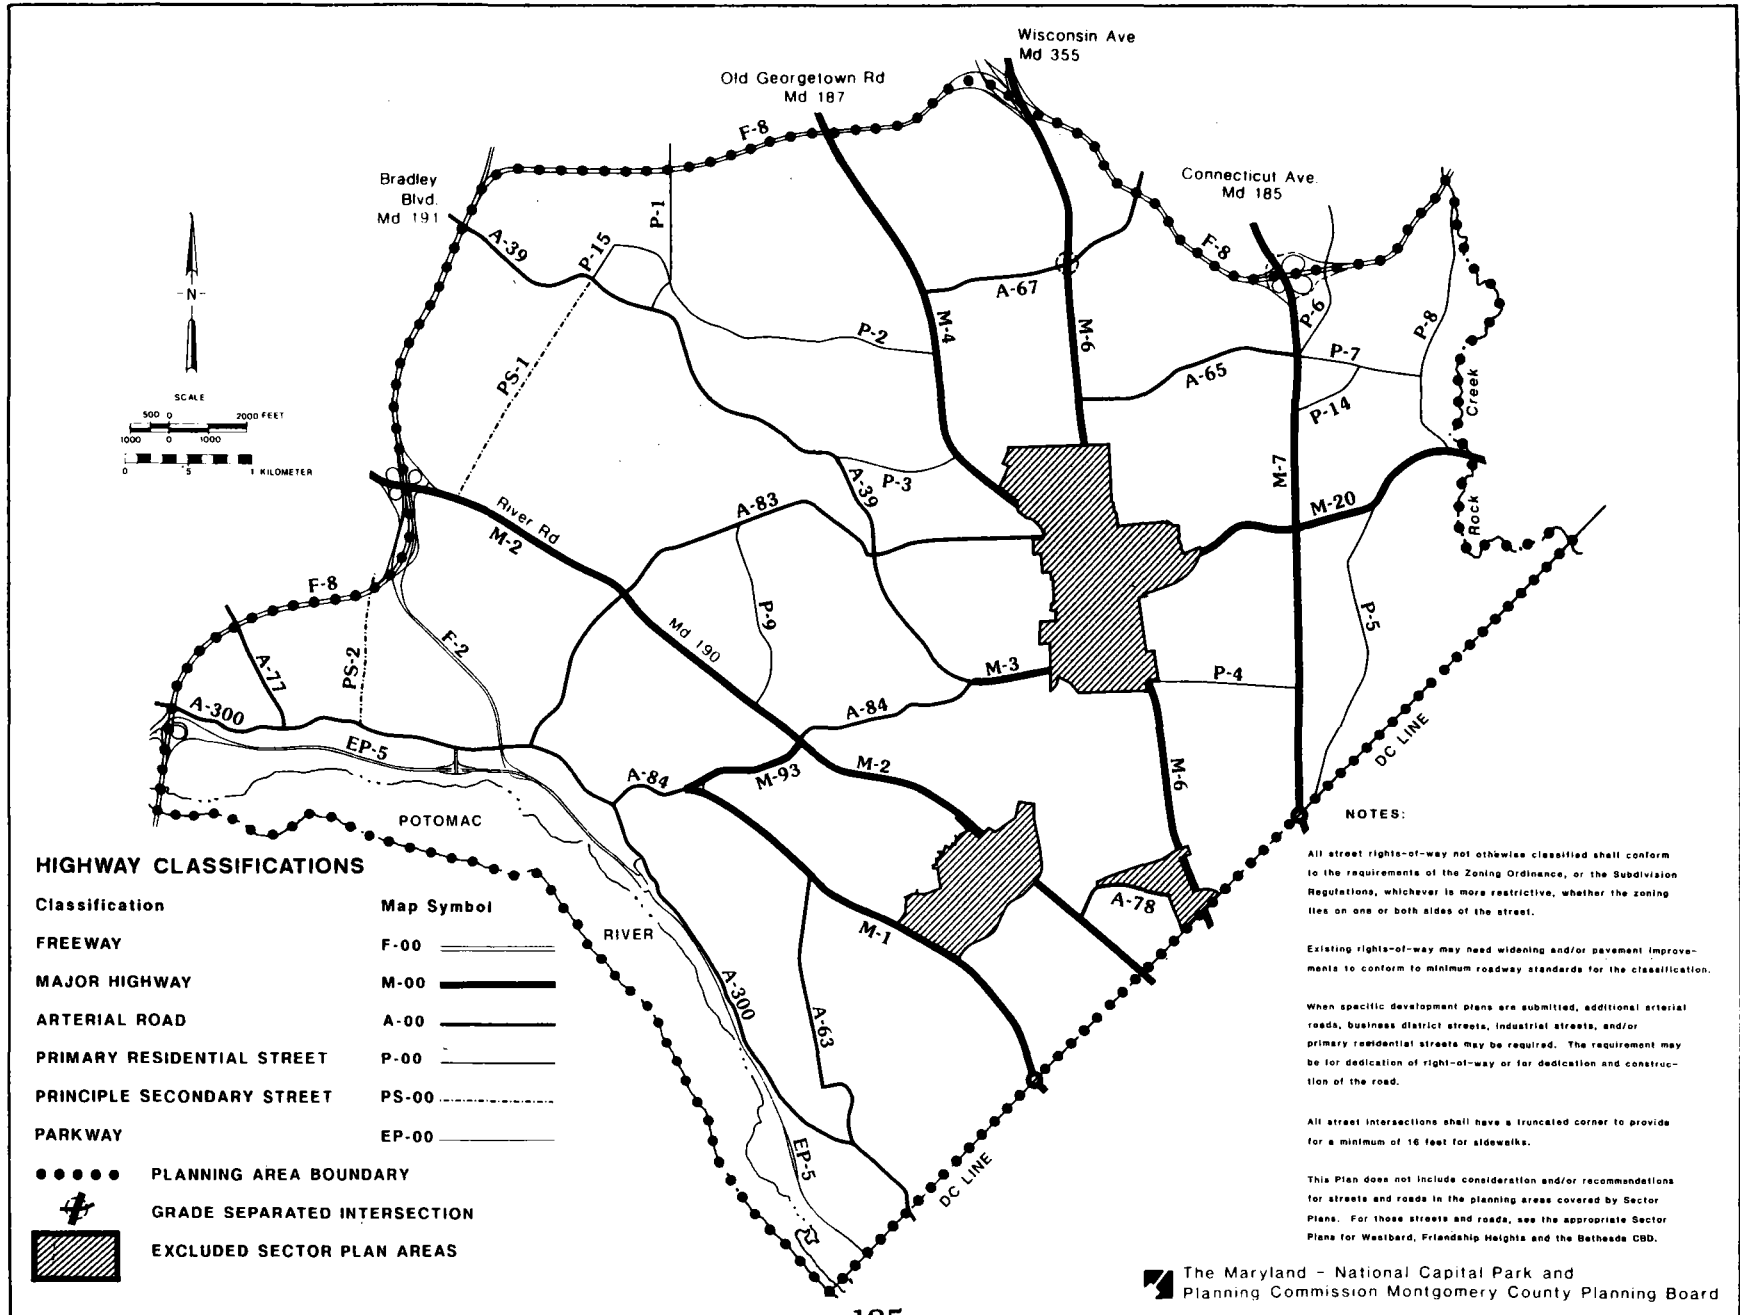 Wisconsin Ave
Md 355
Old Georgetown Rd
Md 187
F-8
Bradley
Blvd.
Md 191
Connecticut Ave.
Md 185
A-39
P-15
P-1
F-8
N
A-67
P-6
M-4
M-6
P-8
P-2
P-7
PS-1
A-65
P-14
Creek
SCALE
500 0 2000 FEET
1000 0 1000
0 .5 1 KILOMETER
M-7
P-3
A-39
A-83
M-20
Rock
River Rd
M-2
F-8
P-9
P-5
F-2
Md 190
A-77
PS-2
M-3
P-4
A-300
A-84
EP-5
DC LINE
A-84
M-93
M-2
M-6
POTOMAC
RIVER
A-78
M-1
A-300
A-63
EP-5
DC LINE
HIGHWAY CLASSIFICATIONS
Classification Map Symbol
FREEWAY F-00
MAJOR HIGHWAY M-00
ARTERIAL ROAD A-00
PRIMARY RESIDENTIAL STREET P-00
PRINCIPLE SECONDARY STREET PS-00
PARKWAY EP-00
PLANNING AREA BOUNDARY
GRADE SEPARATED INTERSECTION
EXCLUDED SECTOR PLAN AREAS
NOTES:
All street rights-of-way not otherwise classified shall conform
to the requirements of the Zoning Ordinance, or the Subdivision
Regulations, whichever is more restrictive, whether the zoning
lies on one or both sides of the street.
Existing rights-of-way may need widening and/or pavement improve-
ments to conform to minimum roadway standards for the classification.
When specific development plans are submitted, additional arterial
roads, business district streets, industrial streets, and/or
primary residential streets may be required. The requirement may
be for dedication of right-of-way or for dedication and construc-
tion of the road.
All street intersections shall have a truncated corner to provide
for a minimum of 16 feet for sidewalks.
This Plan does not include consideration and/or recommendations
for streets and roads in the planning areas covered by Sector
Plans. For those streets and roads, see the appropriate Sector
Plans for Westbard, Friendship Heights and the Bethesda CBD.
The Maryland - National Capital Park and
Planning Commission Montgomery County Planning Board